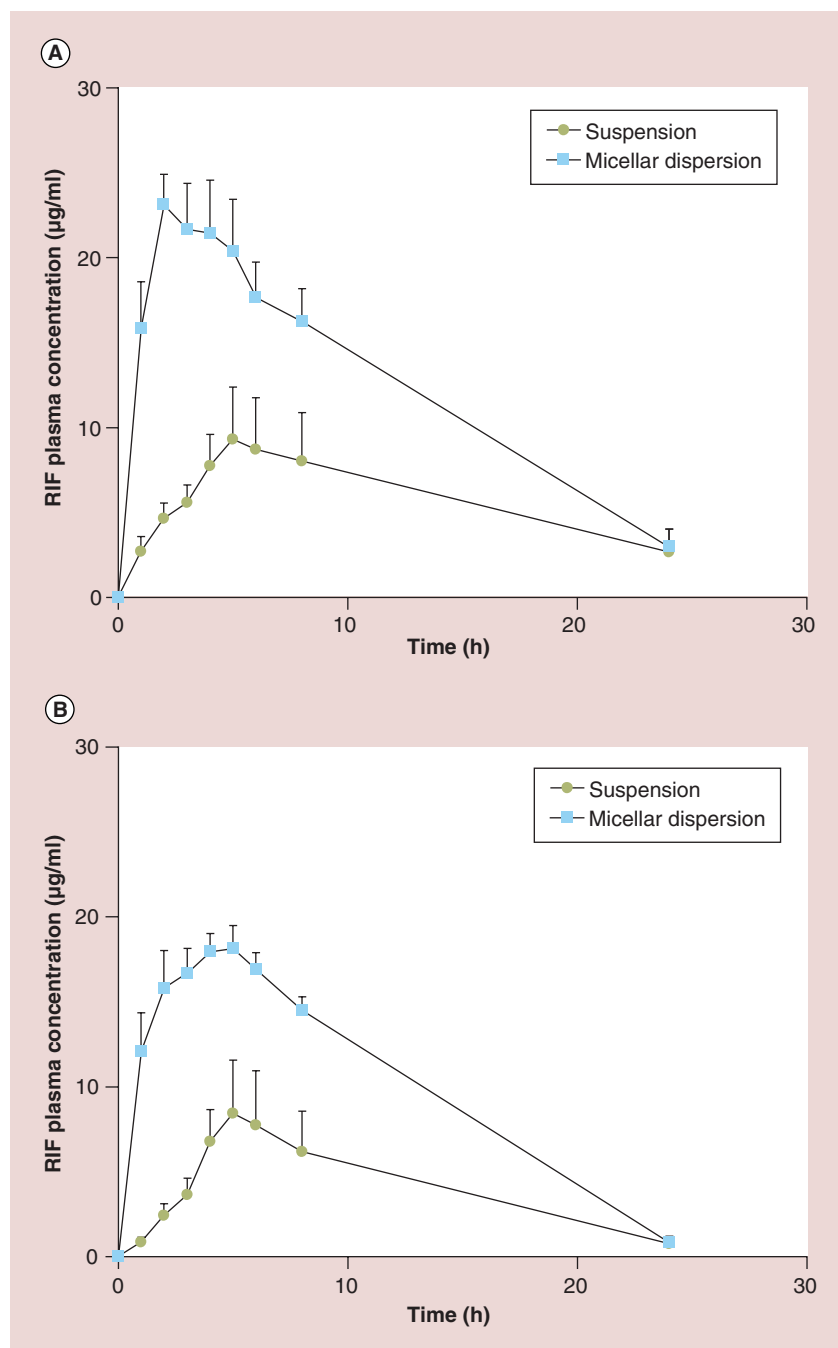 A
30
20
10
0
RIF plasma concentration (µg/ml)
Suspension
Micellar dispersion
0 10 20 30
Time (h)
B
30
20
10
0
RIF plasma concentration (µg/ml)
Suspension
Micellar dispersion
0 10 20 30
Time (h)